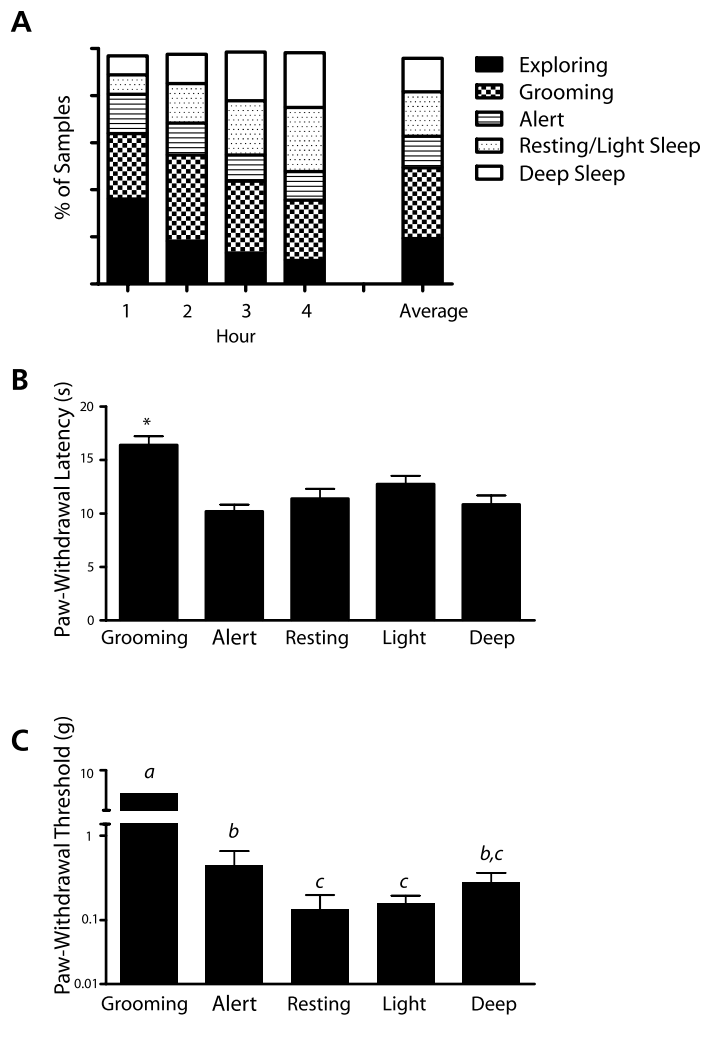 A
% of Samples
1 2 3 4 Average
Hour
Exploring
Grooming
Alert
Resting/Light Sleep
Deep Sleep
B
Paw-Withdrawal Latency (s)
20
15
10
5
0
*
Grooming Alert Resting Light Deep
C
Paw-Withdrawal Threshold (g)
10
1
0.1
0.01
a
b
c
c
b,c
Grooming Alert Resting Light Deep